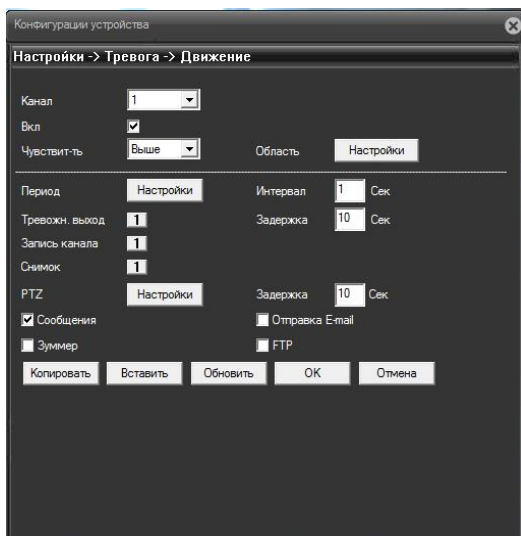 Конфигурации устройства
Настройки -> Тревога -> Движение
Канал 1
Вкл
Чувствит-ть Выше Область Настройки
Период Настройки Интервал 1 Сек
Тревожн. выход 1 Задержка 10 Сек
Запись канала 1
Снимок 1
PTZ Настройки Задержка 10 Сек
Сообщения Отправка E-mail
Зуммер FTP
Копировать Вставить Обновить OK Отмена